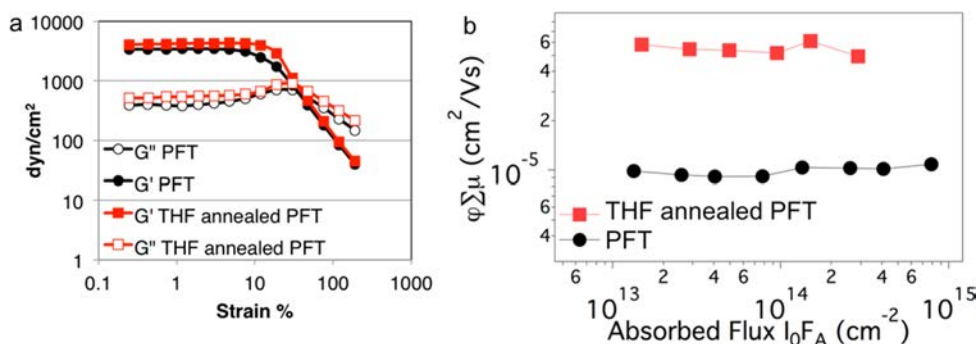 a
dyn/cm²
10000
1000
100
10
1
G'' PFT
G' PFT
G' THF annealed PFT
G'' THF annealed PFT
0.1 1 10 100 1000
Strain %
b
φΣμ (cm²/Vs)
6
4
2
10⁻⁵
6
4
THF annealed PFT
PFT
6 2 4 6 2 4 6
10¹³ 10¹⁴ 10¹⁵
Absorbed Flux I₀F_A (cm⁻²)